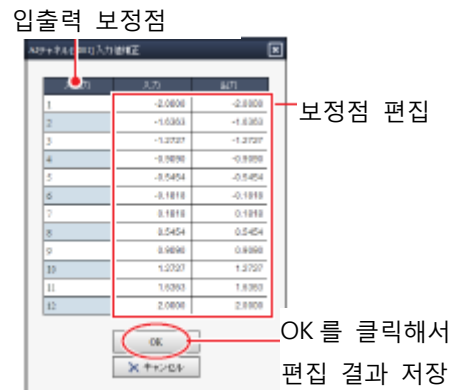 입출력 보정점
入力値補正
入力 出力
1 -2.0000 -2.0000
2 -1.6363 -1.6363
3 -1.2727 -1.2727
4 -0.9090 -0.9090
5 -0.5454 -0.5454
6 -0.1818 -0.1818
7 0.1818 0.1818
8 0.5454 0.5454
9 0.9090 0.9090
10 1.2727 1.2727
11 1.6363 1.6363
12 2.0000 2.0000
보정점 편집
OK
キャンセル
OK 를 클릭해서
편집 결과 저장